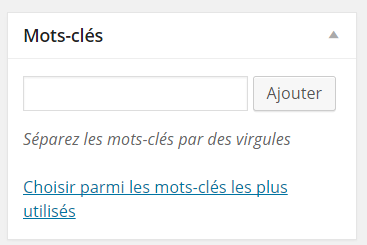 Mots-clés
Ajouter
Séparez les mots-clés par des virgules
Choisir parmi les mots-clés les plus
utilisés